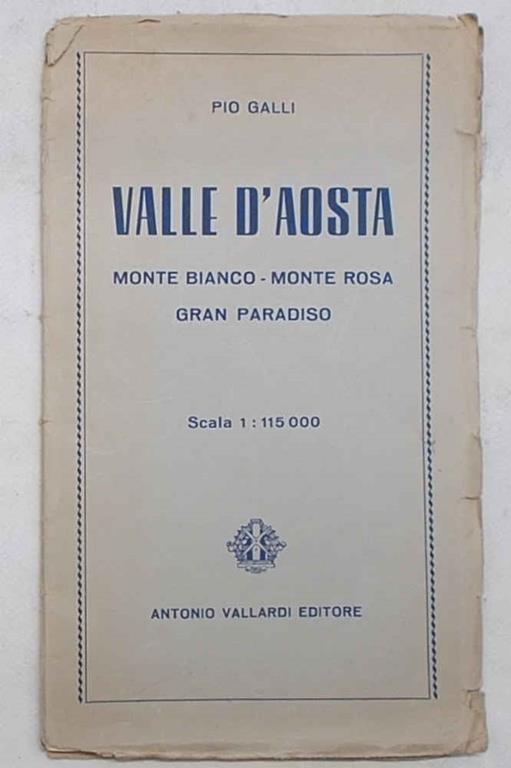 PIO GALLI
VALLE D'AOSTA
MONTE BIANCO - MONTE ROSA
GRAN PARADISO
Scala 1 : 115 000
ANTONIO VALLARDI EDITORE